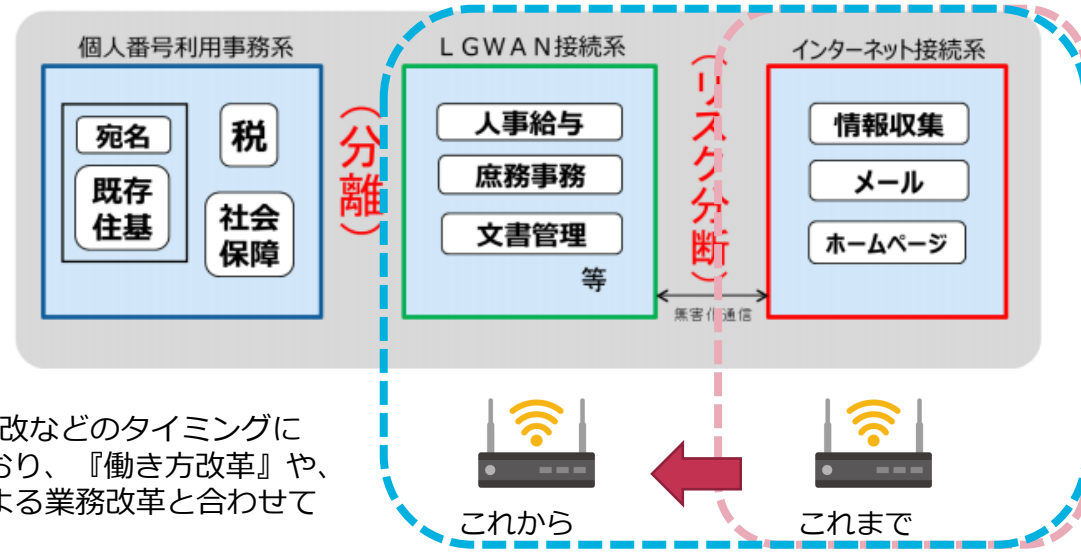 個人番号利用事務系
宛名
既存
住基
税
社会
保障
（分離）
ＬＧＷＡＮ接続系
人事給与
庶務事務
文書管理
等
（リスク分断）
無害化通信
インターネット接続系
情報収集
メール
ホームページ
改などのタイミングに
おり、『働き方改革』や、
よる業務改革と合わせて
これから
これまで